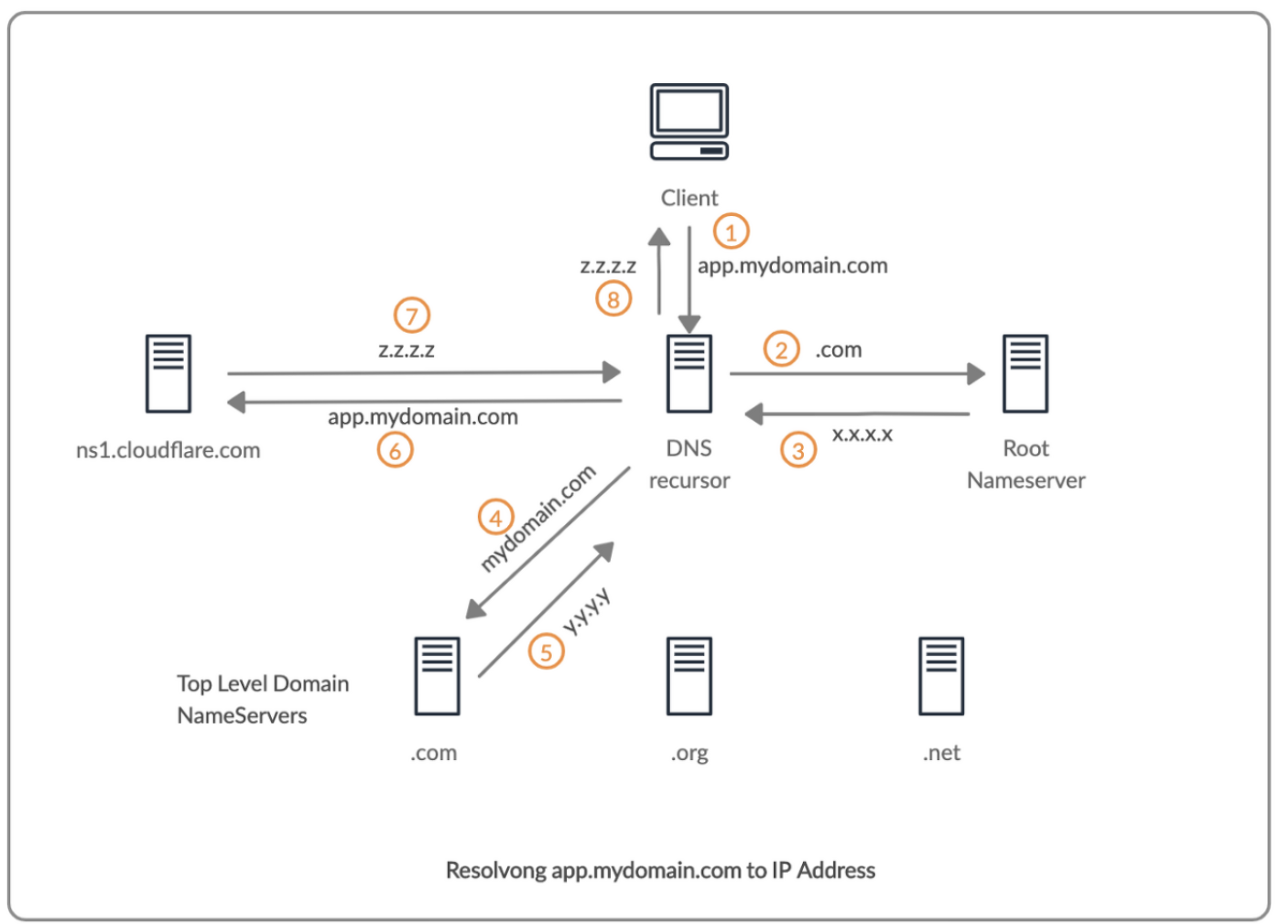 Client
1
z.z.z.z
app.mydomain.com
8
7
z.z.z.z
2
.com
app.mydomain.com
6
3
x.x.x.x
ns1.cloudflare.com
DNS
recursor
Root
Nameserver
4
mydomain.com
5
y.y.y.y
Top Level Domain
NameServers
.com
.org
.net
Resolvong app.mydomain.com to IP Address